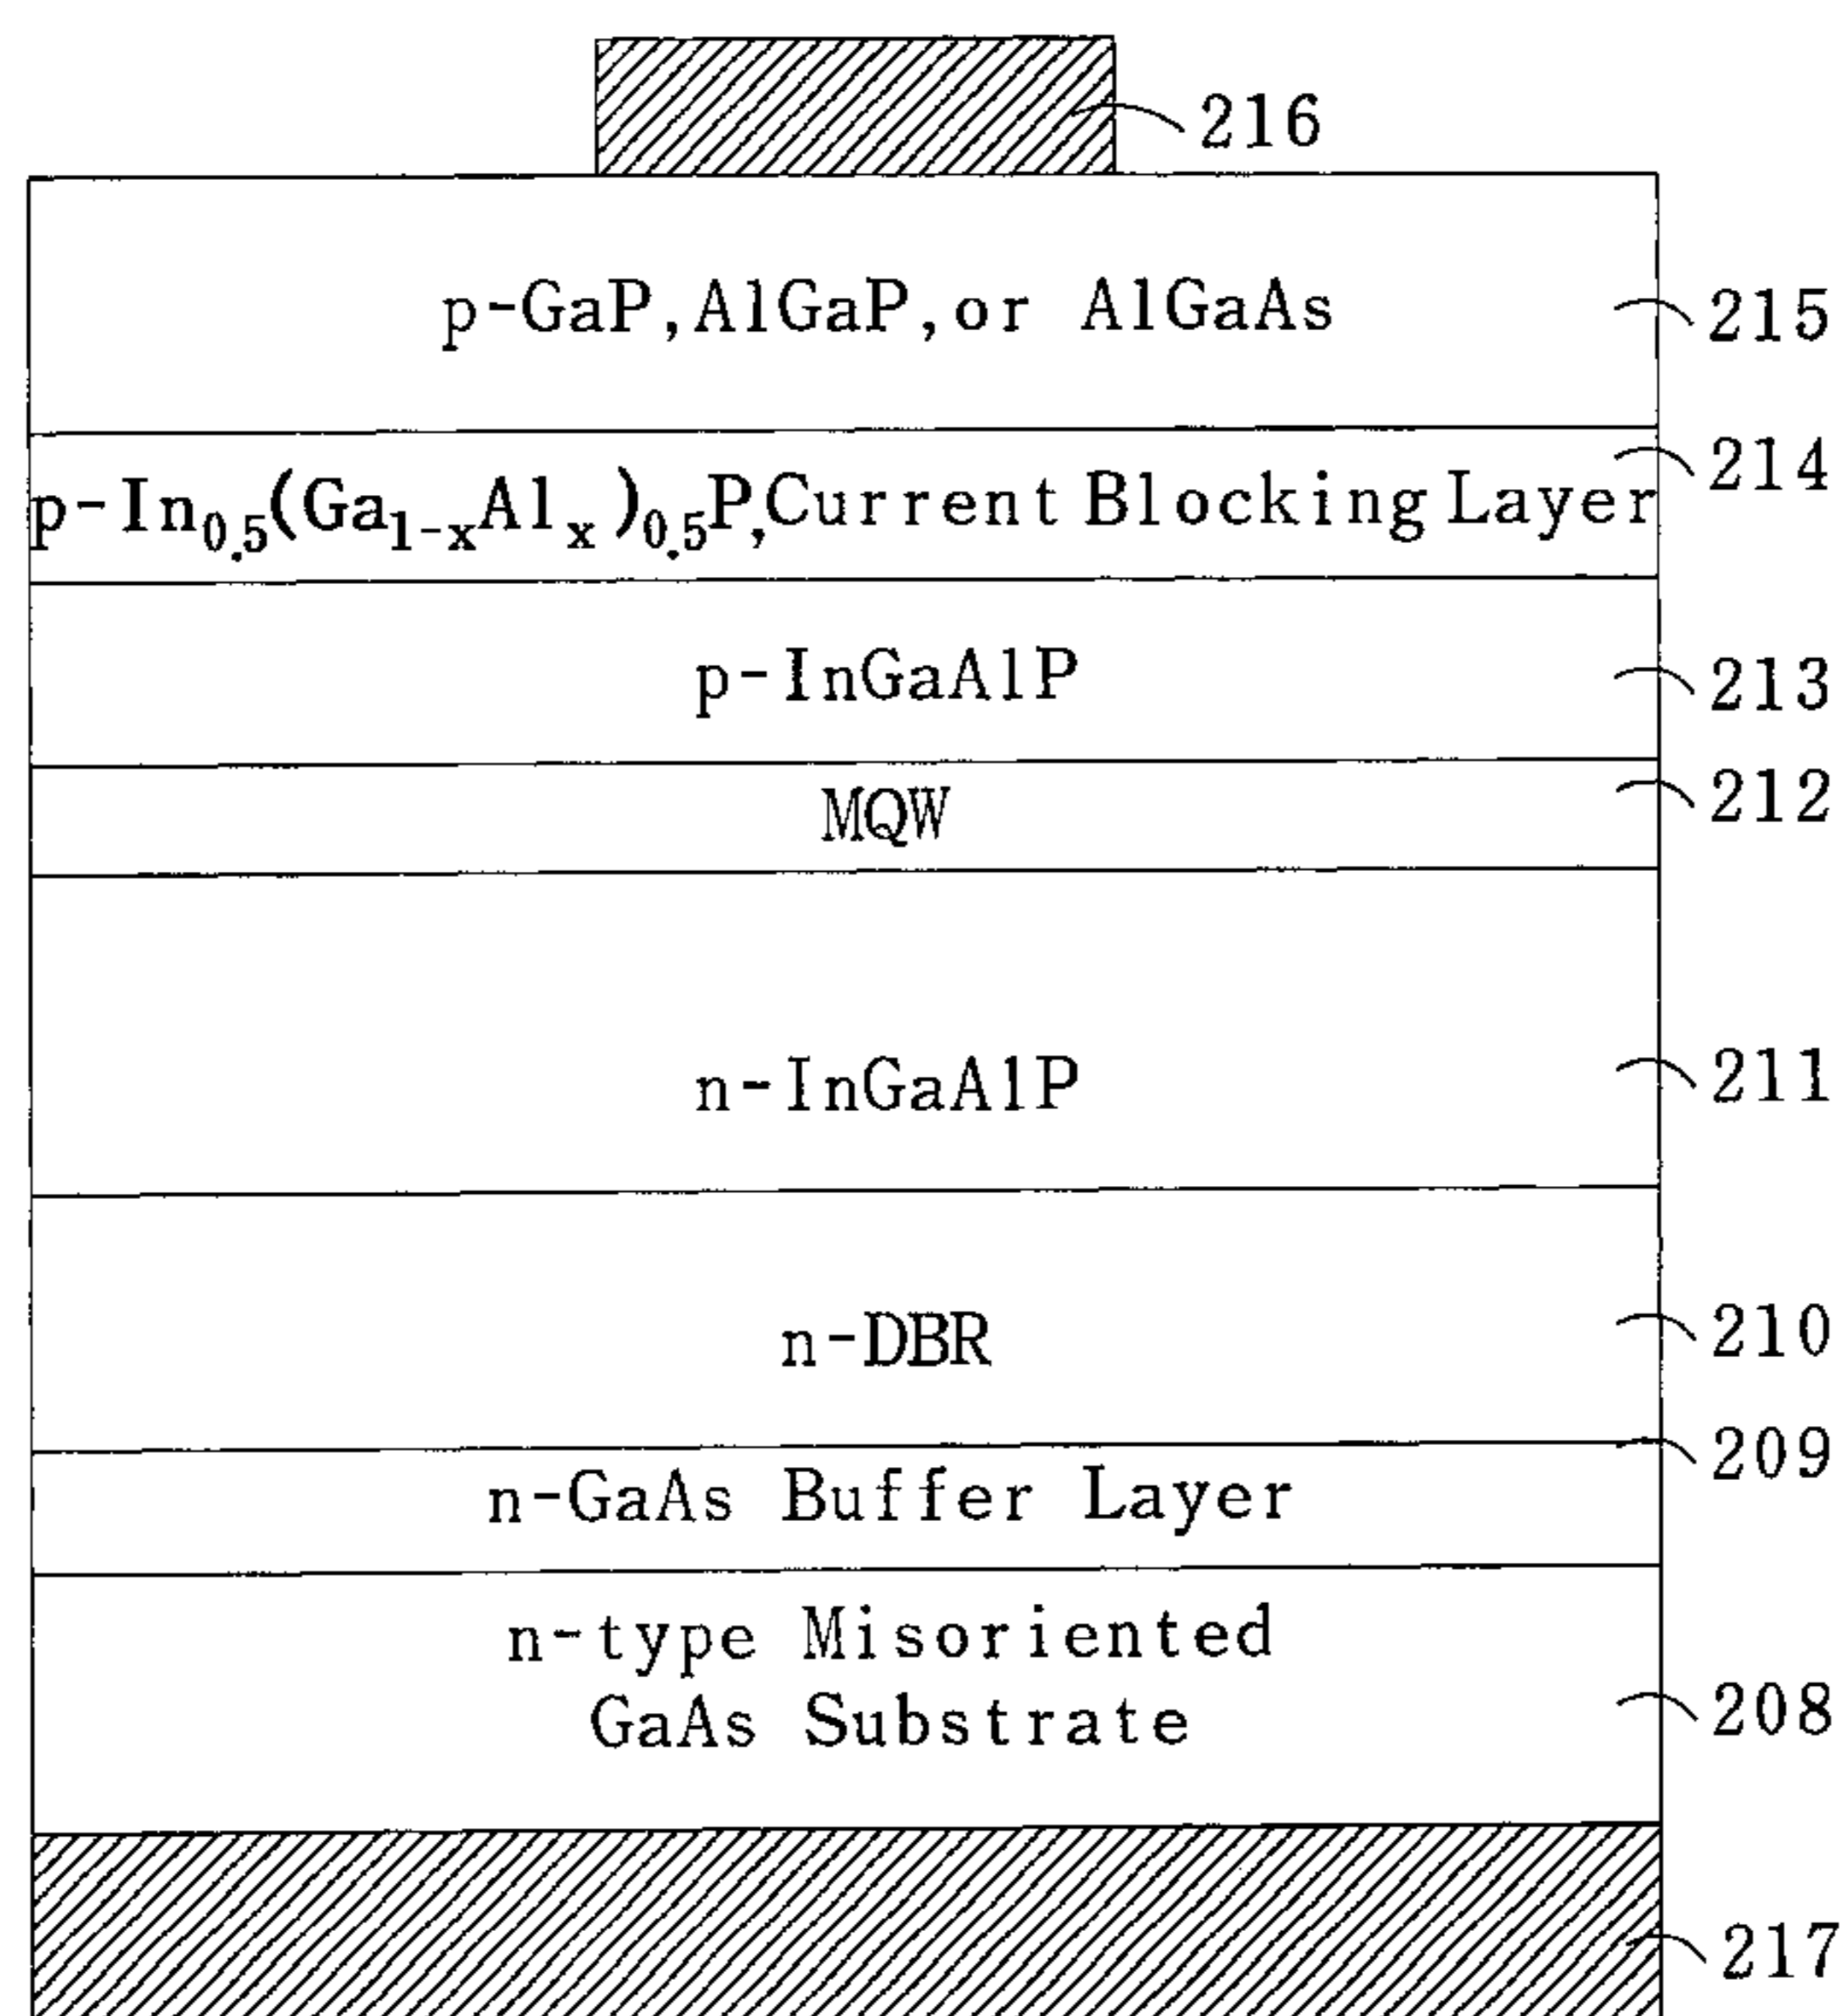 216
p-GaP,AlGaP,or AlGaAs 215
214
p-In₀.₅(Ga₁₋ₓAlₓ)₀.₅P,Current Blocking Layer
p-InGaAlP 213
MQW 212
n-InGaAlP 211
n-DBR 210
209
n-GaAs Buffer Layer
n-type Misoriented
GaAs Substrate 208
217